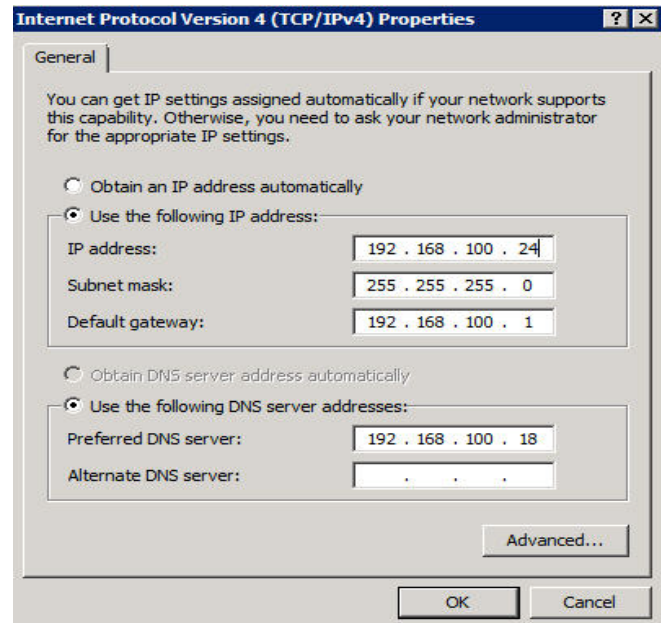 Internet Protocol Version 4 (TCP/IPv4) Properties ? X
General
You can get IP settings assigned automatically if your network supports
this capability. Otherwise, you need to ask your network administrator
for the appropriate IP settings.
Obtain an IP address automatically
Use the following IP address:
IP address: 192 . 168 . 100 . 24
Subnet mask: 255 . 255 . 255 . 0
Default gateway: 192 . 168 . 100 . 1
Obtain DNS server address automatically
Use the following DNS server addresses:
Preferred DNS server: 192 . 168 . 100 . 18
Alternate DNS server: . . .
Advanced...
OK Cancel